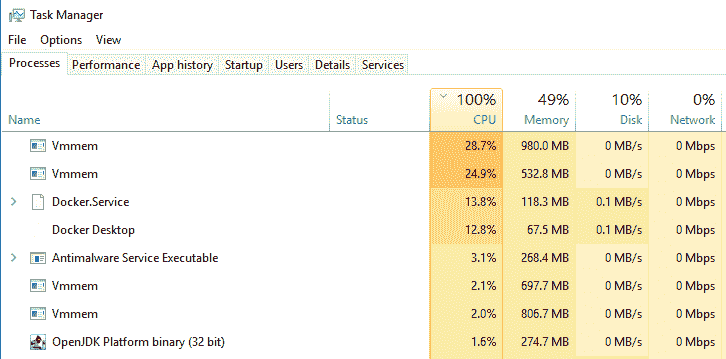 Task Manager
File Options View
Processes Performance App history Startup Users Details Services
100% 49% 10% 0%
Name Status CPU Memory Disk Network
Vmmem 28.7% 980.0 MB 0 MB/s 0 Mbps
Vmmem 24.9% 532.8 MB 0 MB/s 0 Mbps
Docker.Service 13.8% 118.3 MB 0.1 MB/s 0 Mbps
Docker Desktop 12.8% 67.5 MB 0.1 MB/s 0 Mbps
Antimalware Service Executable 3.1% 268.4 MB 0 MB/s 0 Mbps
Vmmem 2.1% 697.7 MB 0 MB/s 0 Mbps
Vmmem 2.0% 806.7 MB 0 MB/s 0 Mbps
OpenJDK Platform binary (32 bit) 1.6% 274.7 MB 0 MB/s 0 Mbps